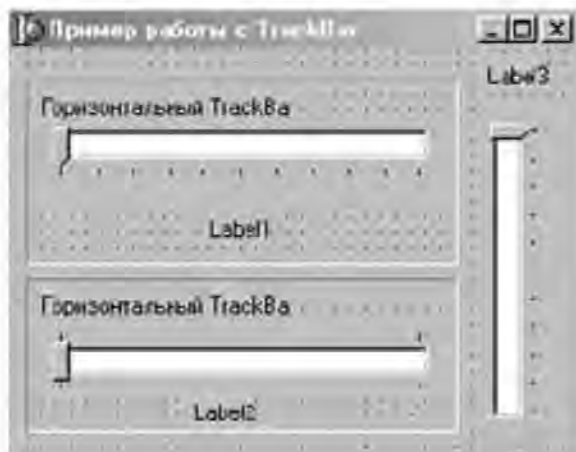 Пример работы с TrackBar
Label3
Горизонтальный TrackBa
Label1
Горизонтальный TrackBa
Label2